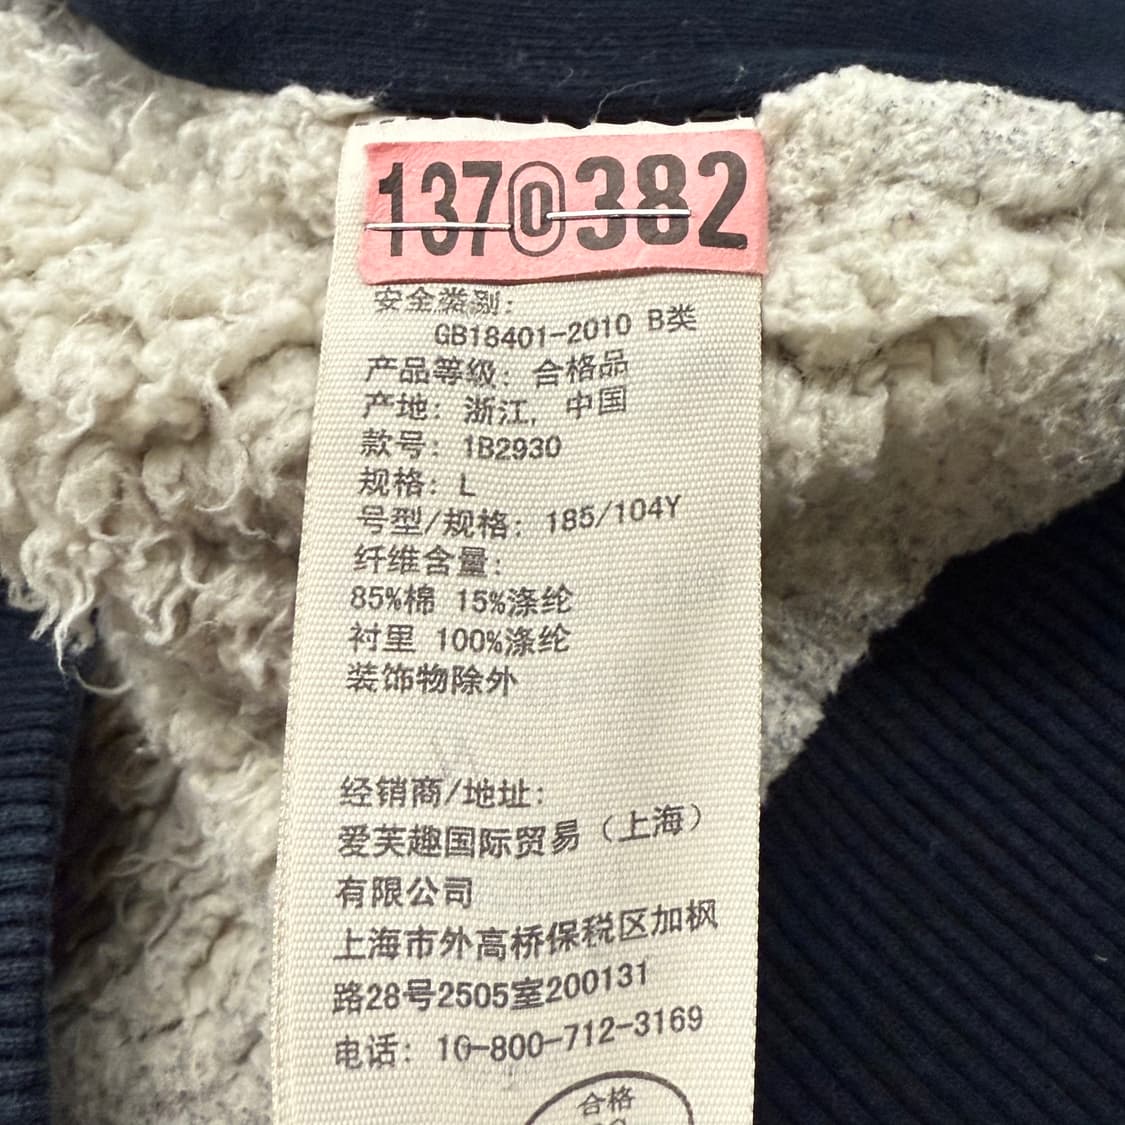 1370382
安全类别:
GB18401-2010 B类
产品等级: 合格品
产地: 浙江, 中国
款号: 1B2930
规格: L
号型/规格: 185/104Y
纤维含量:
85%棉 15%涤纶
衬里 100%涤纶
装饰物除外
经销商/地址:
爱芙趣国际贸易（上海）
有限公司
上海市外高桥保税区加枫
路28号2505室200131
电话: 10-800-712-3169
合格